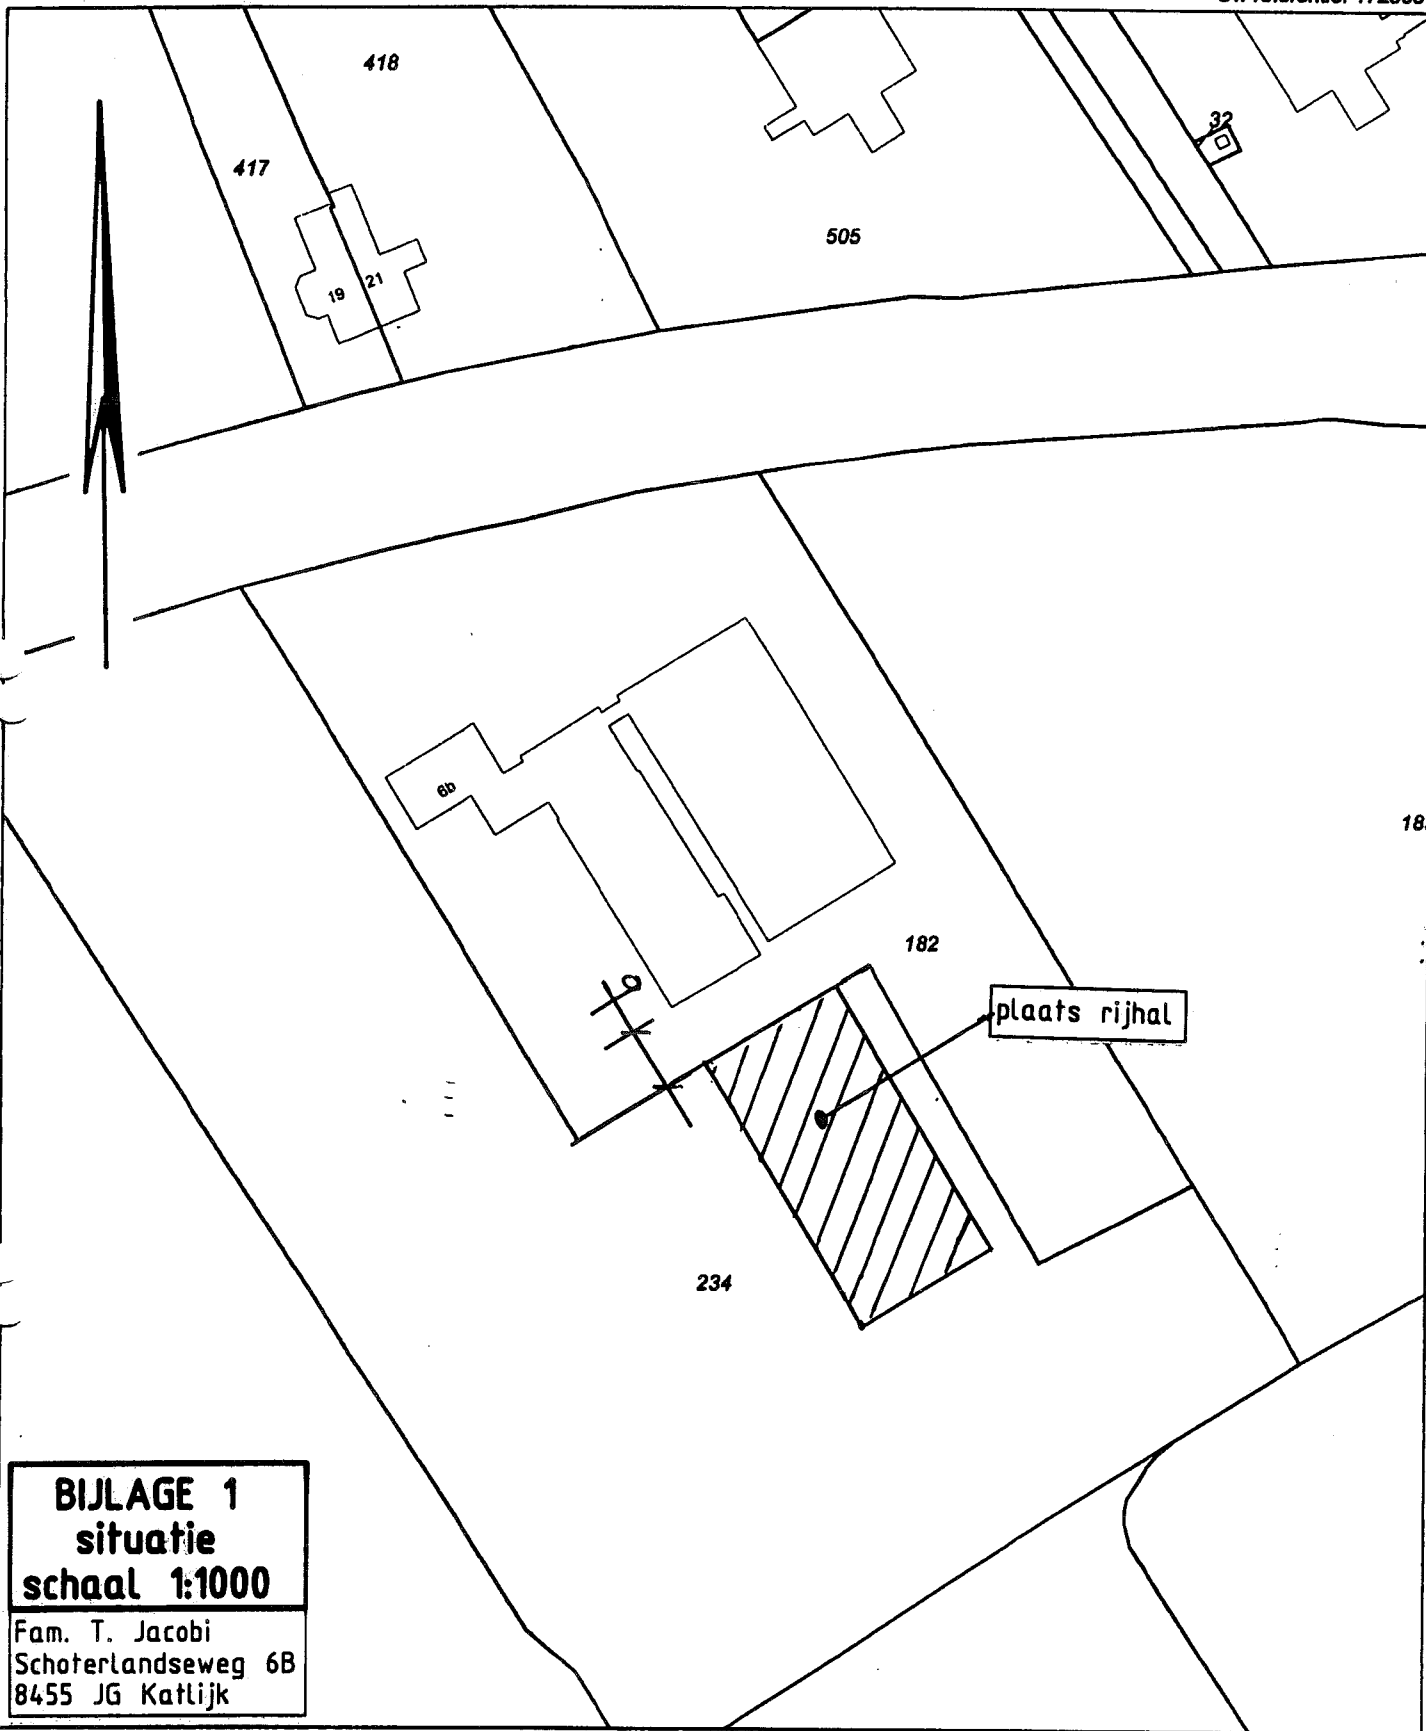 418
417
32
505
19
21
6b
182
plaats rijhal
234
BIJLAGE 1
situatie
schaal 1:1000
Fam. T. Jacobi
Schoterlandseweg 6B
8455 JG Katlijk